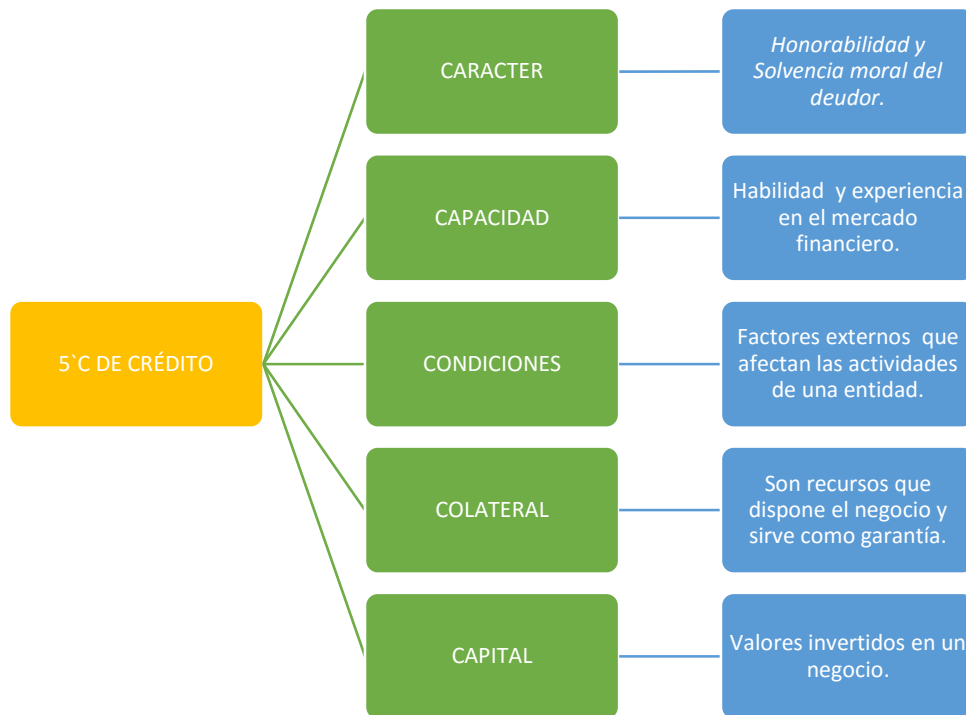 CARACTER
Honorabilidad y
Solvencia moral del
deudor.
CAPACIDAD
Habilidad y experiencia
en el mercado
financiero.
5`C DE CRÉDITO
CONDICIONES
Factores externos que
afectan las actividades
de una entidad.
COLATERAL
Son recursos que
dispone el negocio y
sirve como garantía.
CAPITAL
Valores invertidos en un
negocio.